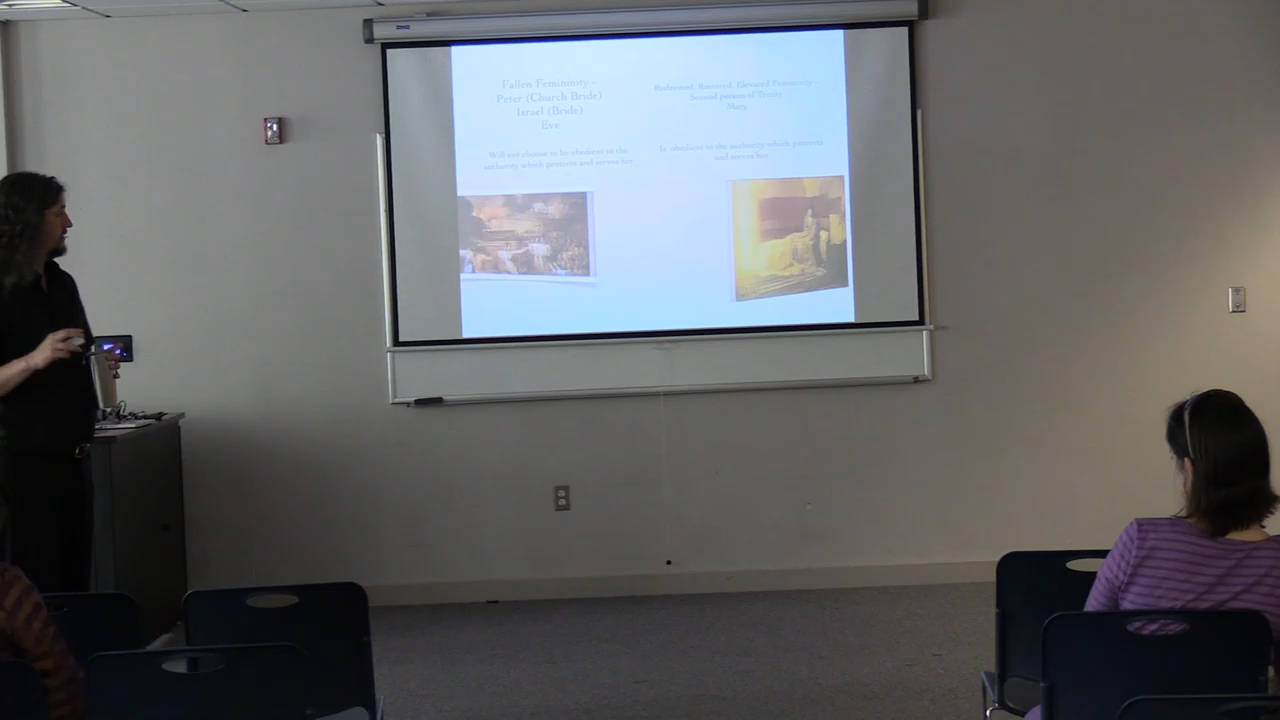 Fallen Femininity –
Peter (Church Bride)
Israel (Bride)
Eve
Will not choose to be obedient to the
authority which protects and serves her
Redeemed, Restored, Elevated Femininity –
Second person of Trinity
Mary
Is obedient to the authority which protects
and serves her